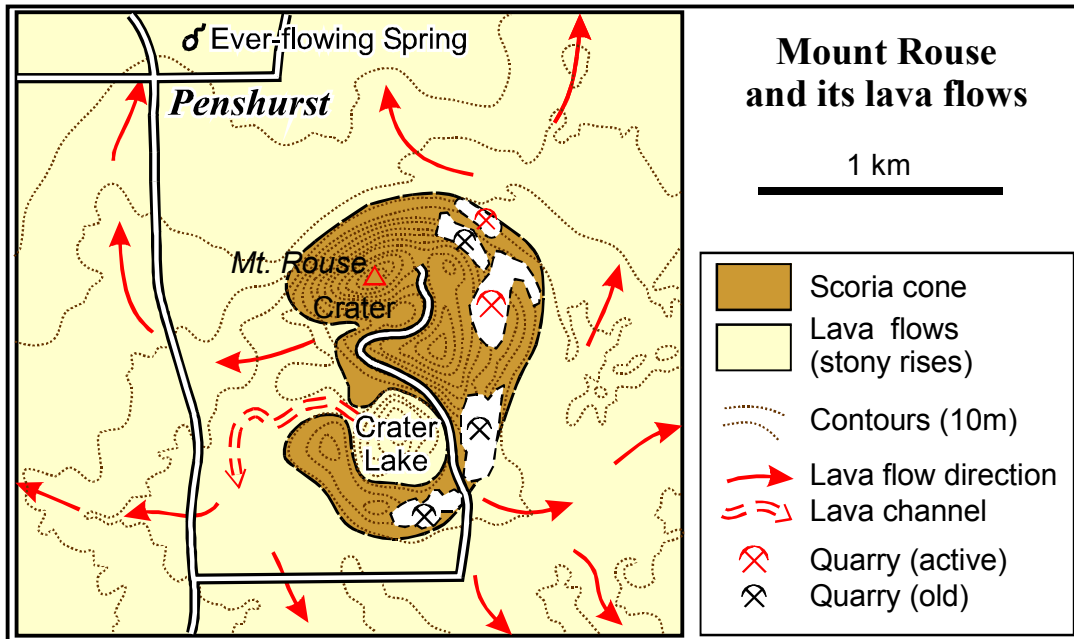 Ever-flowing Spring
Penshurst
Mt. Rouse
Crater
Crater
Lake
Mount Rouse
and its lava flows
1 km
Scoria cone
Lava flows
(stony rises)
Contours (10m)
Lava flow direction
Lava channel
Quarry (active)
Quarry (old)